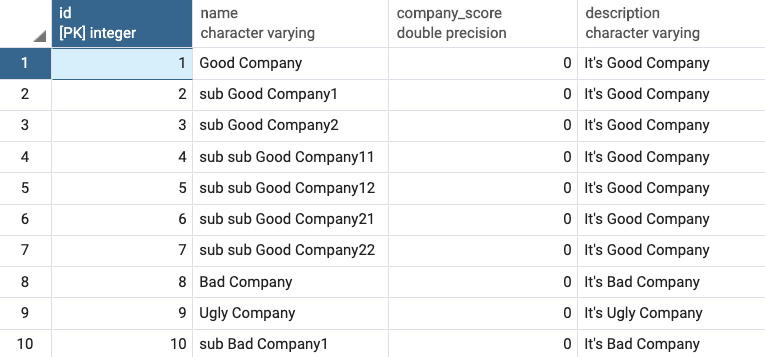 id name company_score description
[PK] integer character varying double precision character varying
1 1 Good Company 0 It's Good Company
2 2 sub Good Company1 0 It's Good Company
3 3 sub Good Company2 0 It's Good Company
4 4 sub sub Good Company11 0 It's Good Company
5 5 sub sub Good Company12 0 It's Good Company
6 6 sub sub Good Company21 0 It's Good Company
7 7 sub sub Good Company22 0 It's Good Company
8 8 Bad Company 0 It's Bad Company
9 9 Ugly Company 0 It's Ugly Company
10 10 sub Bad Company1 0 It's Bad Company